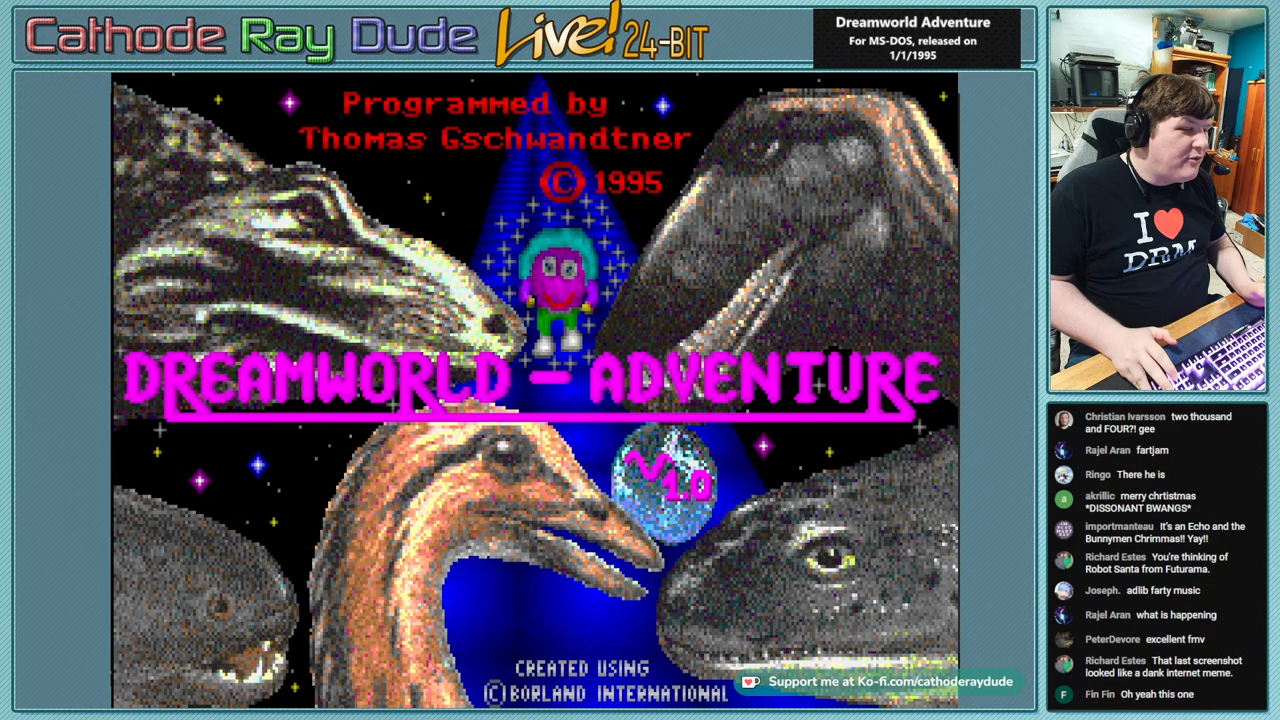 Cathode Ray Dude Live! 24-BIT
Dreamworld Adventure
For MS-DOS, released on
1/1/1995
Programmed by
Thomas Gschwandtner
© 1995
DREAMWORLD - ADVENTURE
V1.0
CREATED USING
(C)BORLAND INTERNATIONAL
Support me at Ko-fi.com/cathoderaydude
I ❤ DRM
Christian Ivarsson two thousand
and FOUR?! gee
Rajel Aran fartjam
Ringo There he is
a
akrillic merry chrtistmas
*DISSONANT BWANGS*
importmanteau It's an Echo and the
Bunnymen Chrimmas!! Yay!!
Richard Estes You're thinking of
Robot Santa from Futurama.
Joseph. adlib farty music
Rajel Aran what is happening
PeterDevore excellent fmv
Richard Estes That last screenshot
looked like a dank internet meme.
F
Fin Fin Oh yeah this one